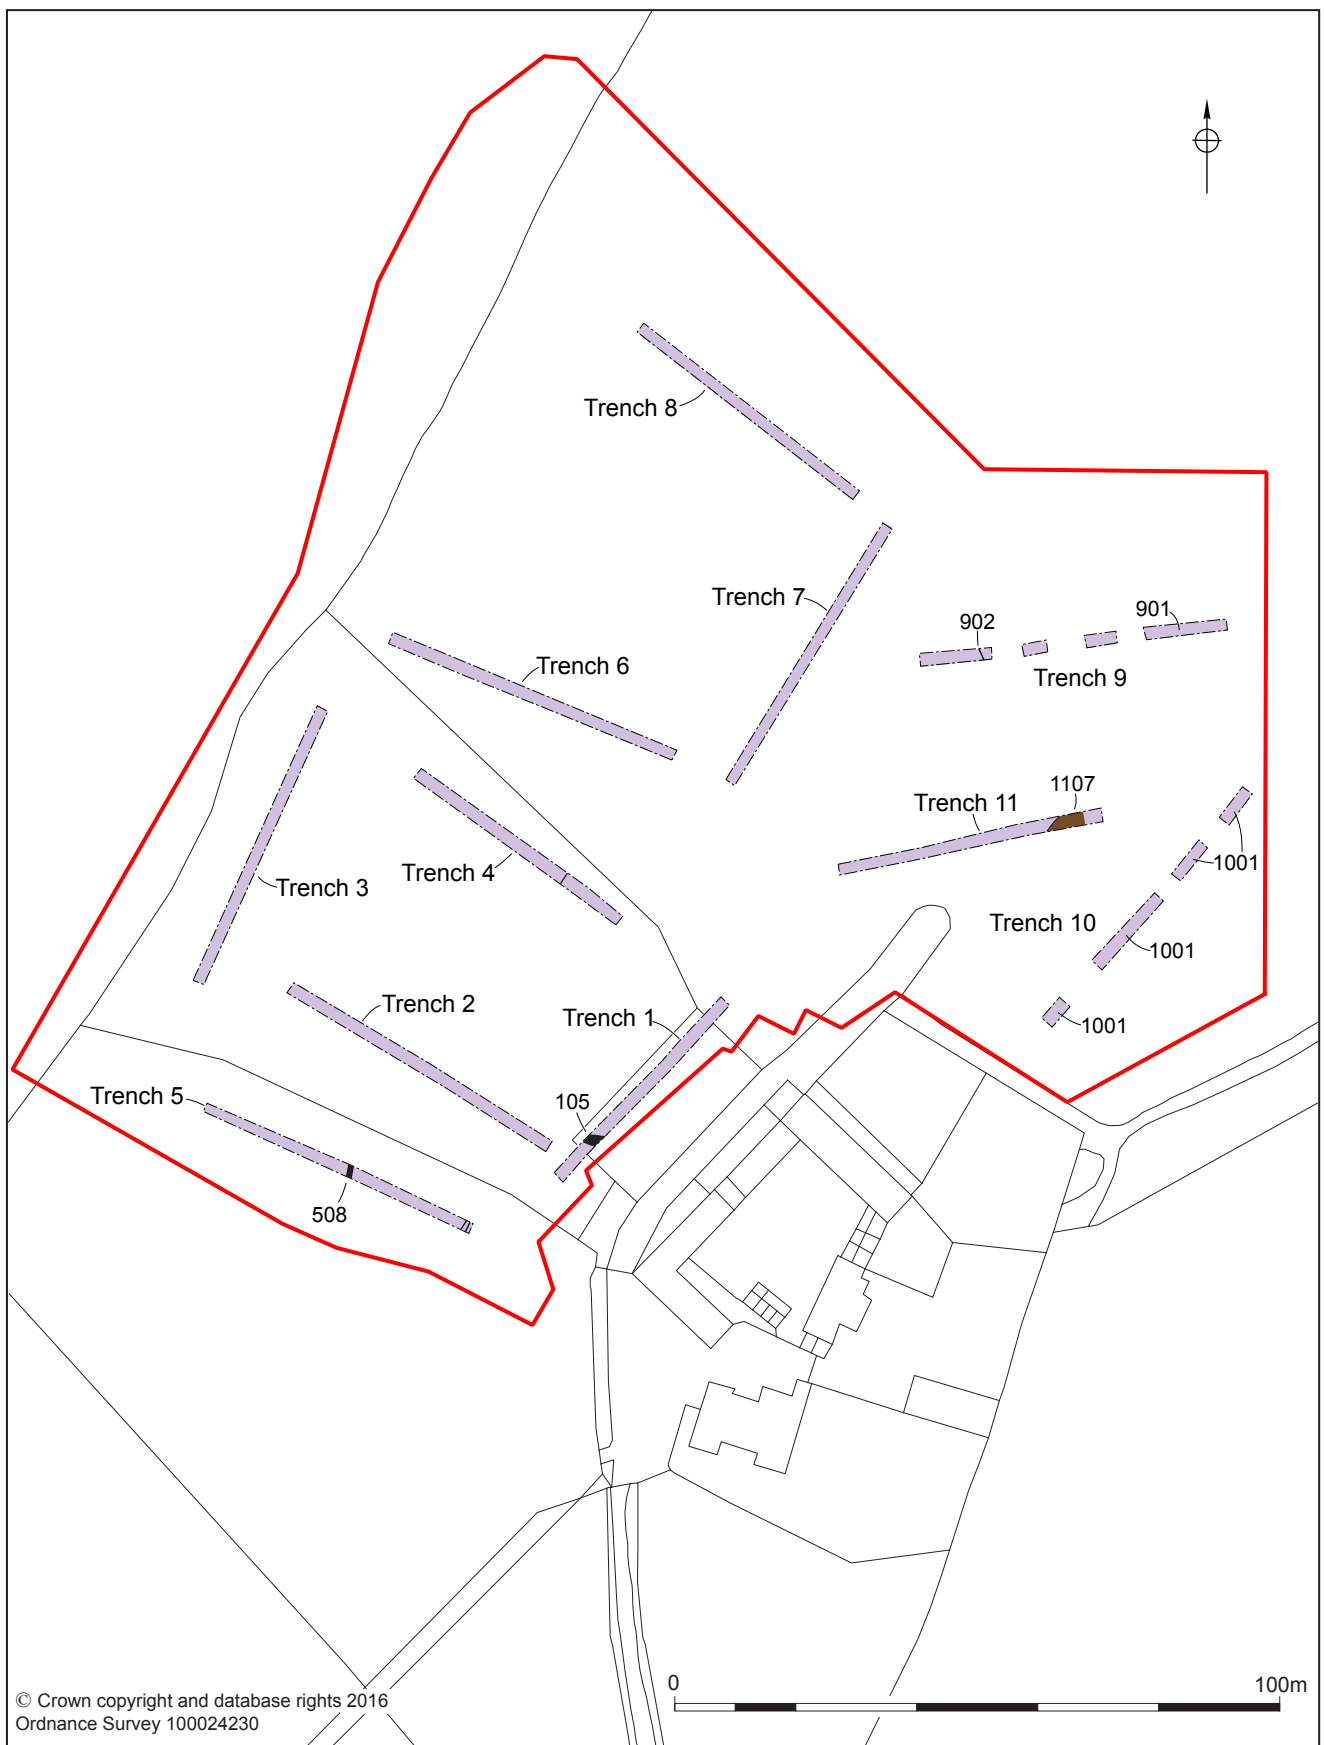 Trench 8
Trench 7
901
902
Trench 6
Trench 9
1107
Trench 11
1001
Trench 4
Trench 3
Trench 10
1001
Trench 2
Trench 1
1001
Trench 5
105
508
0
100m
© Crown copyright and database rights 2016
Ordnance Survey 100024230